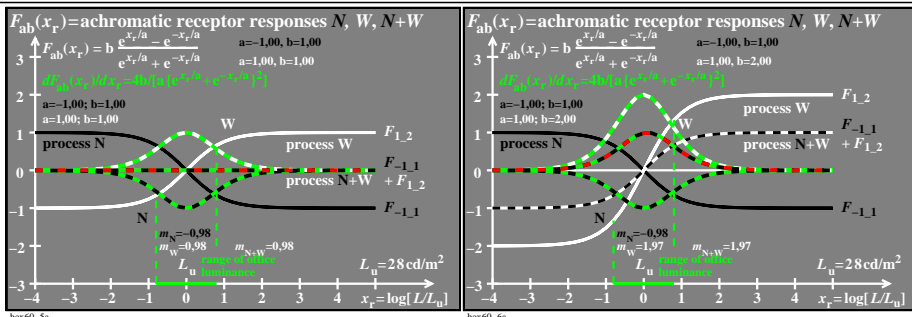 F_ab(x_r)=achromatic receptor responses N, W, N+W
F_ab(x_r) = b (e^{x_r/a} – e^{–x_r/a}) / (e^{x_r/a} + e^{–x_r/a})
a=-1,00, b=1,00
a=1,00, b=1,00
dF_ab(x_r)/dx_r=4b/[a{e^{x_r/a}+e^{–x_r/a}}^2]
a=-1,00; b=1,00
a=1,00; b=1,00
process N
W
process W
F_1_2
F_-1_1
process N+W
+ F_1_2
N
F_-1_1
m_N=-0,98
m_W=0,98
m_N+W=0,98
L_u
range of office
luminance
L_u=28cd/m^2
3
2
1
0
−1
−2
−3
−4 −3 −2 −1 0 1 2 3 4
x_r=log[L/L_u]
F_ab(x_r)=achromatic receptor responses N, W, N+W
F_ab(x_r) = b (e^{x_r/a} – e^{–x_r/a}) / (e^{x_r/a} + e^{–x_r/a})
a=-1,00, b=1,00
a=1,00, b=2,00
dF_ab(x_r)/dx_r=4b/[a{e^{x_r/a}+e^{–x_r/a}}^2]
a=-1,00; b=1,00
a=1,00; b=2,00
process N
W
process W
F_1_2
F_-1_1
process N+W
+ F_1_2
N
F_-1_1
m_N=-0,98
m_W=1,97
m_N+W=1,97
L_u
range of office
luminance
L_u=28cd/m^2
3
2
1
0
−1
−2
−3
−4 −3 −2 −1 0 1 2 3 4
x_r=log[L/L_u]